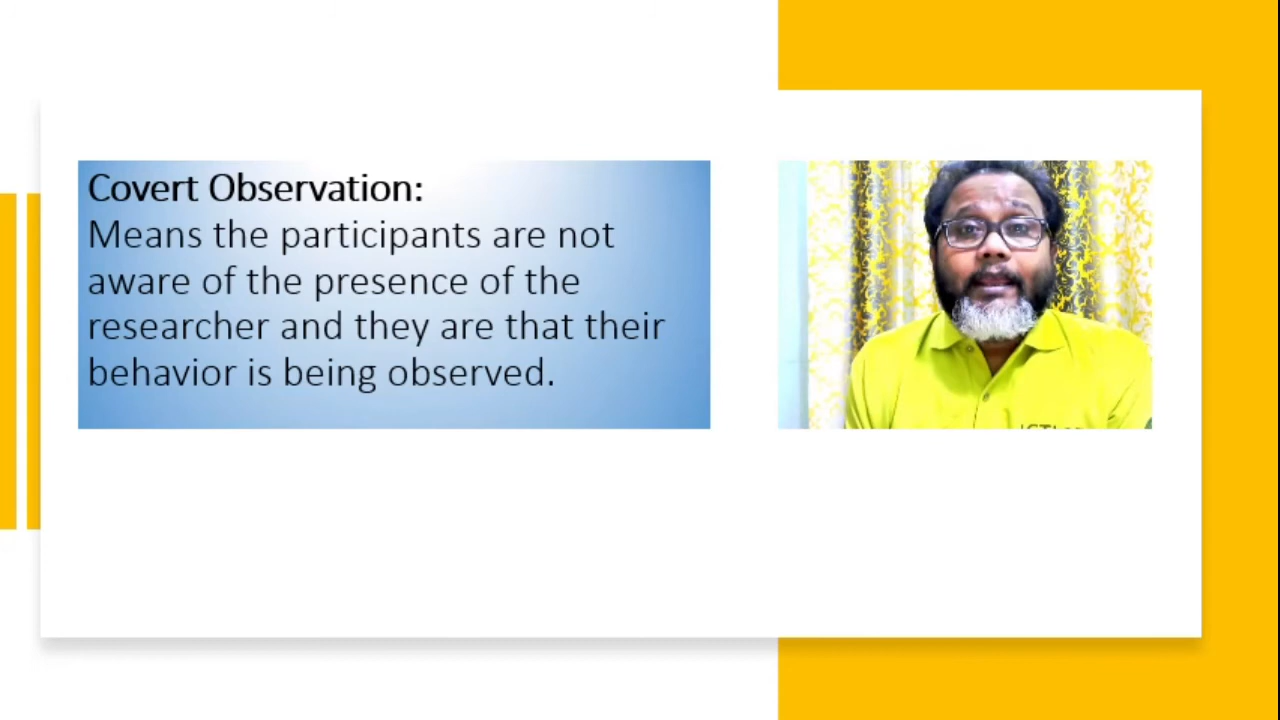 Covert Observation:
Means the participants are not
aware of the presence of the
researcher and they are that their
behavior is being observed.